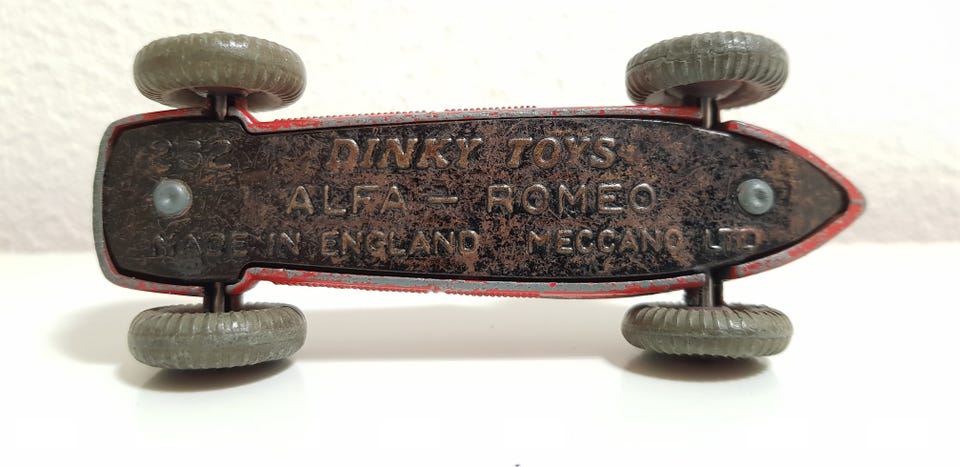 232
DINKY TOYS
ALFA – ROMEO
MADE IN ENGLAND MECCANO LTD